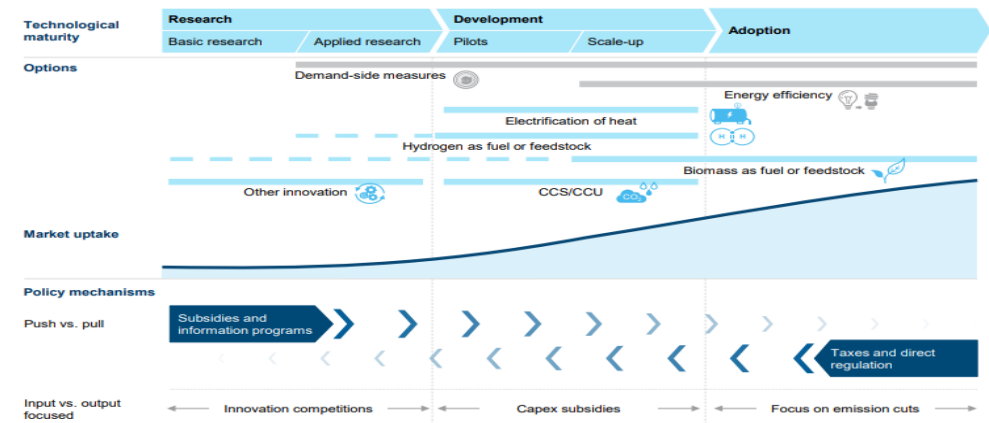 Technological
maturity
Research
Development
Adoption
Basic research
Applied research
Pilots
Scale-up
Options
Demand-side measures
Energy efficiency
Electrification of heat
H H
Hydrogen as fuel or feedstock
Biomass as fuel or feedstock
Other innovation
CCS/CCU
CO2
Market uptake
Policy mechanisms
Push vs. pull
Subsidies and
information programs
Taxes and direct
regulation
Input vs. output
focused
Innovation competitions
Capex subsidies
Focus on emission cuts